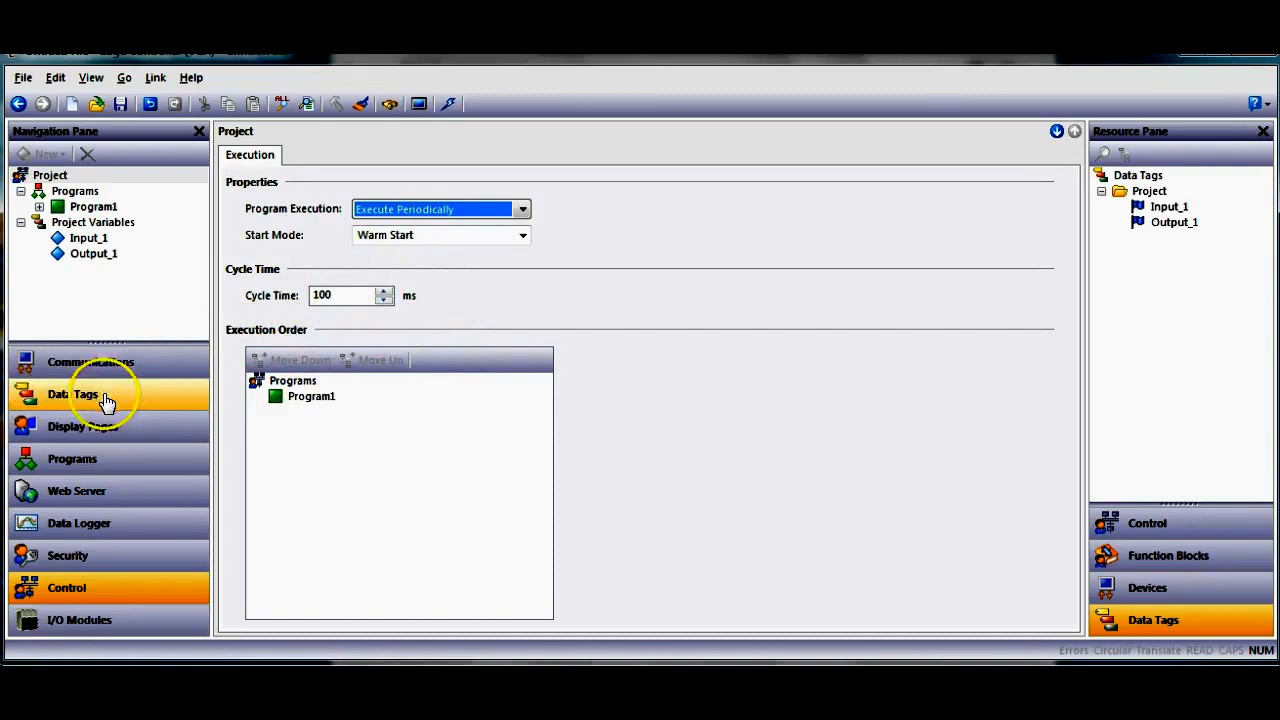 File Edit View Go Link Help
Navigation Pane
New
Project
Programs
Program1
Project Variables
Input_1
Output_1
Communications
Data Tags
Display Pages
Programs
Web Server
Data Logger
Security
Control
I/O Modules
Project
Execution
Properties
Program Execution: Execute Periodically
Start Mode: Warm Start
Cycle Time
Cycle Time: 100 ms
Execution Order
Move Down Move Up
Programs
Program1
Resource Pane
Data Tags
Project
Input_1
Output_1
Control
Function Blocks
Devices
Data Tags
Errors Circular Translate READ CAPS NUM